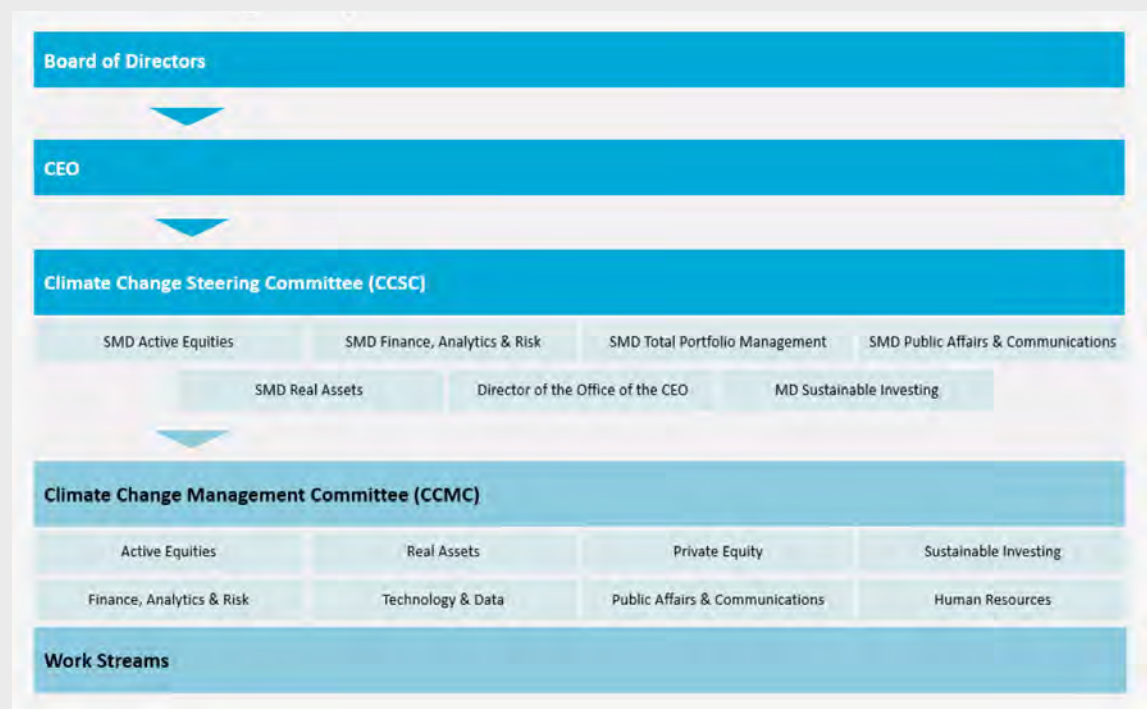 Board of Directors
CEO
Climate Change Steering Committee (CCSC)
SMD Active Equities
SMD Finance, Analytics & Risk
SMD Total Portfolio Management
SMD Public Affairs & Communications
SMD Real Assets
Director of the Office of the CEO
MD Sustainable Investing
Climate Change Management Committee (CCMC)
Active Equities
Real Assets
Private Equity
Sustainable Investing
Finance, Analytics & Risk
Technology & Data
Public Affairs & Communications
Human Resources
Work Streams